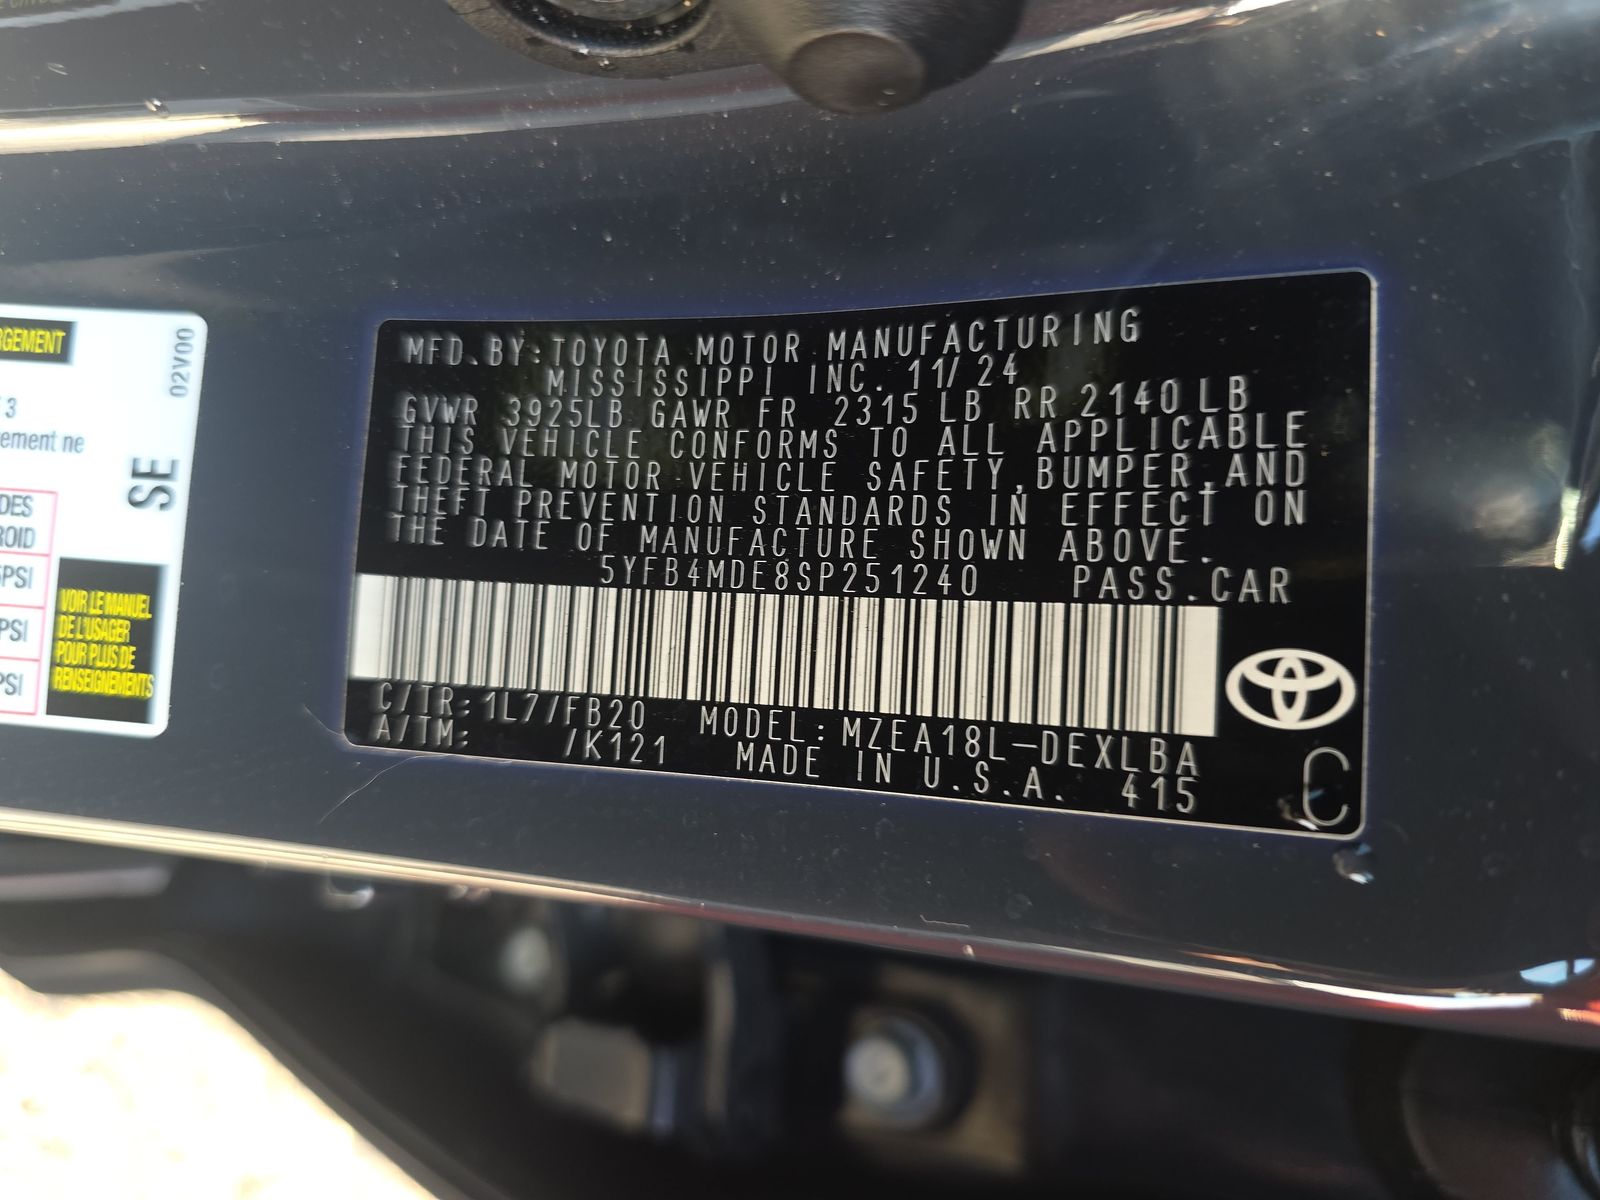 RGEMENT
02V00
3
rement ne
SE
DES
ROID
PSI
PSI
PSI
VOIR LE MANUEL
DE L'USAGER
POUR PLUS DE
RENSEIGNEMENTS
MFD.BY:TOYOTA MOTOR MANUFACTURING
MISSISSIPPI INC. 11/24
GVWR 3925LB GAWR FR 2315 LB RR 2140 LB
THIS VEHICLE CONFORMS TO ALL APPLICABLE
FEDERAL MOTOR VEHICLE SAFETY,BUMPER,AND
THEFT PREVENTION STANDARDS IN EFFECT ON
THE DATE OF MANUFACTURE SHOWN ABOVE.
5YFB4MDE8SP251240 PASS.CAR
C/TR:1L7/FB20 MODEL:MZEA18L-DEXLBA
A/TM: /K121 MADE IN U.S.A. 415
C